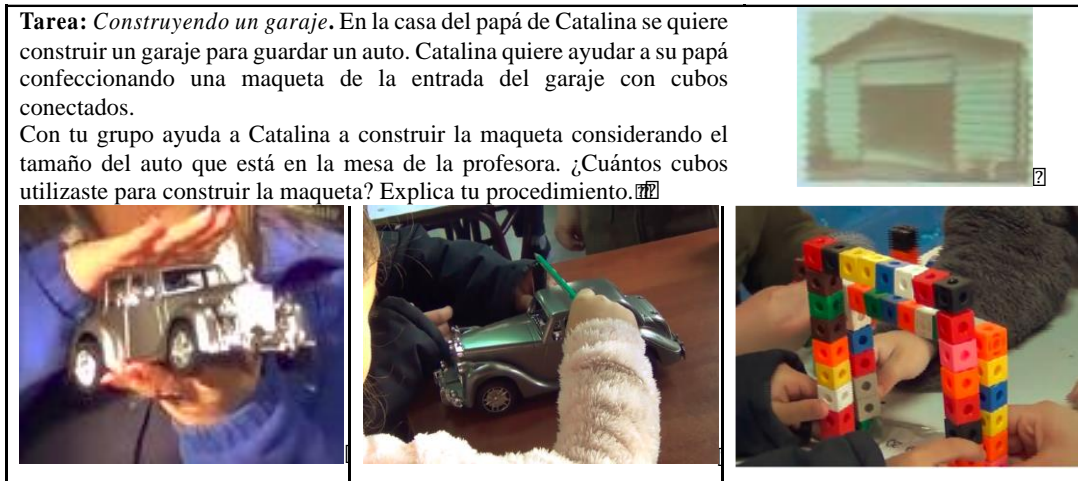 Tarea: Construyendo un garaje. En la casa del papá de Catalina se quiere
construir un garaje para guardar un auto. Catalina quiere ayudar a su papá
confeccionando una maqueta de la entrada del garaje con cubos
conectados.
Con tu grupo ayuda a Catalina a construir la maqueta considerando el
tamaño del auto que está en la mesa de la profesora. ¿Cuántos cubos
utilizaste para construir la maqueta? Explica tu procedimiento.